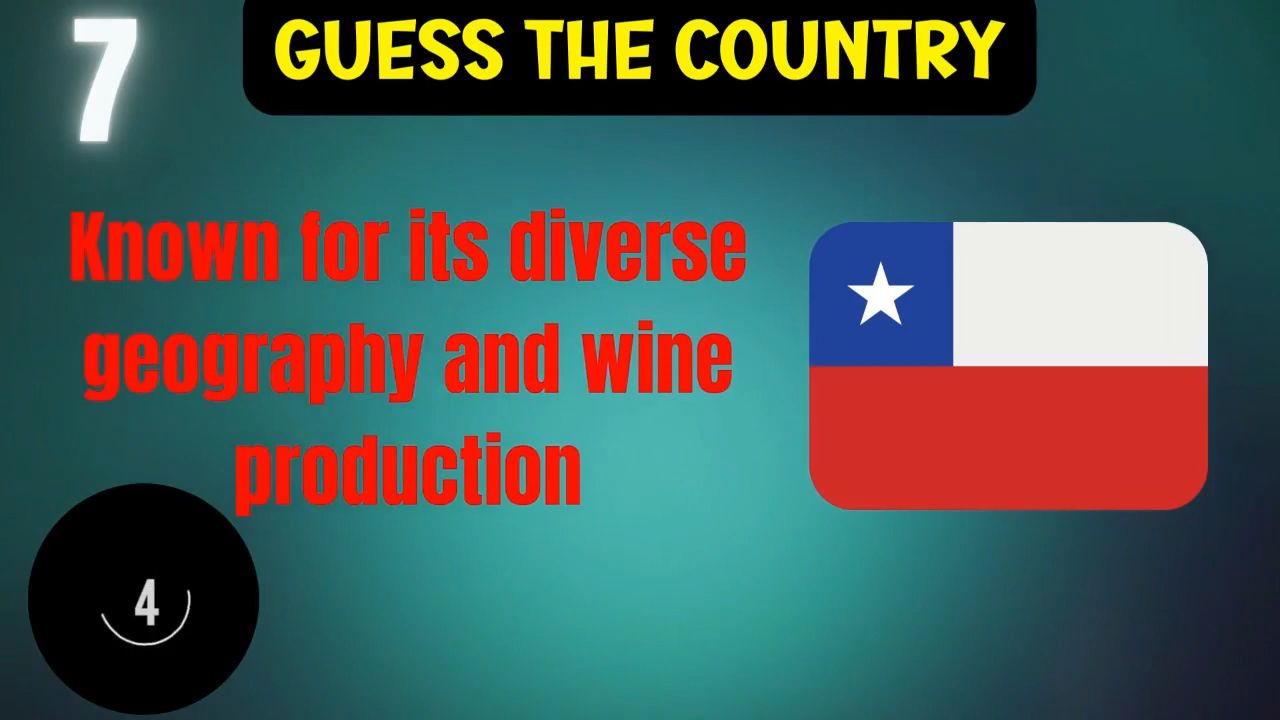 7
GUESS THE COUNTRY
Known for its diverse
geography and wine
production
4